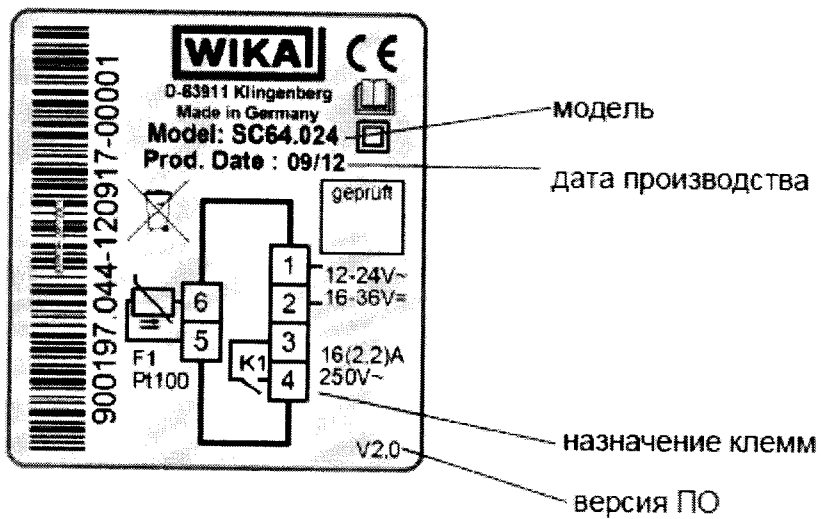 WIKA CE
D-63911 Klingenberg
Made in Germany
Model: SC64.024
Prod. Date : 09/12
geprüft
900197.044-120917-00001
1
2
3
4
6
5
12-24V~
16-36V=
16(2,2)A
250V~
K1
F1
Pt100
V2.0
модель
дата производства
назначение клемм
версия ПО